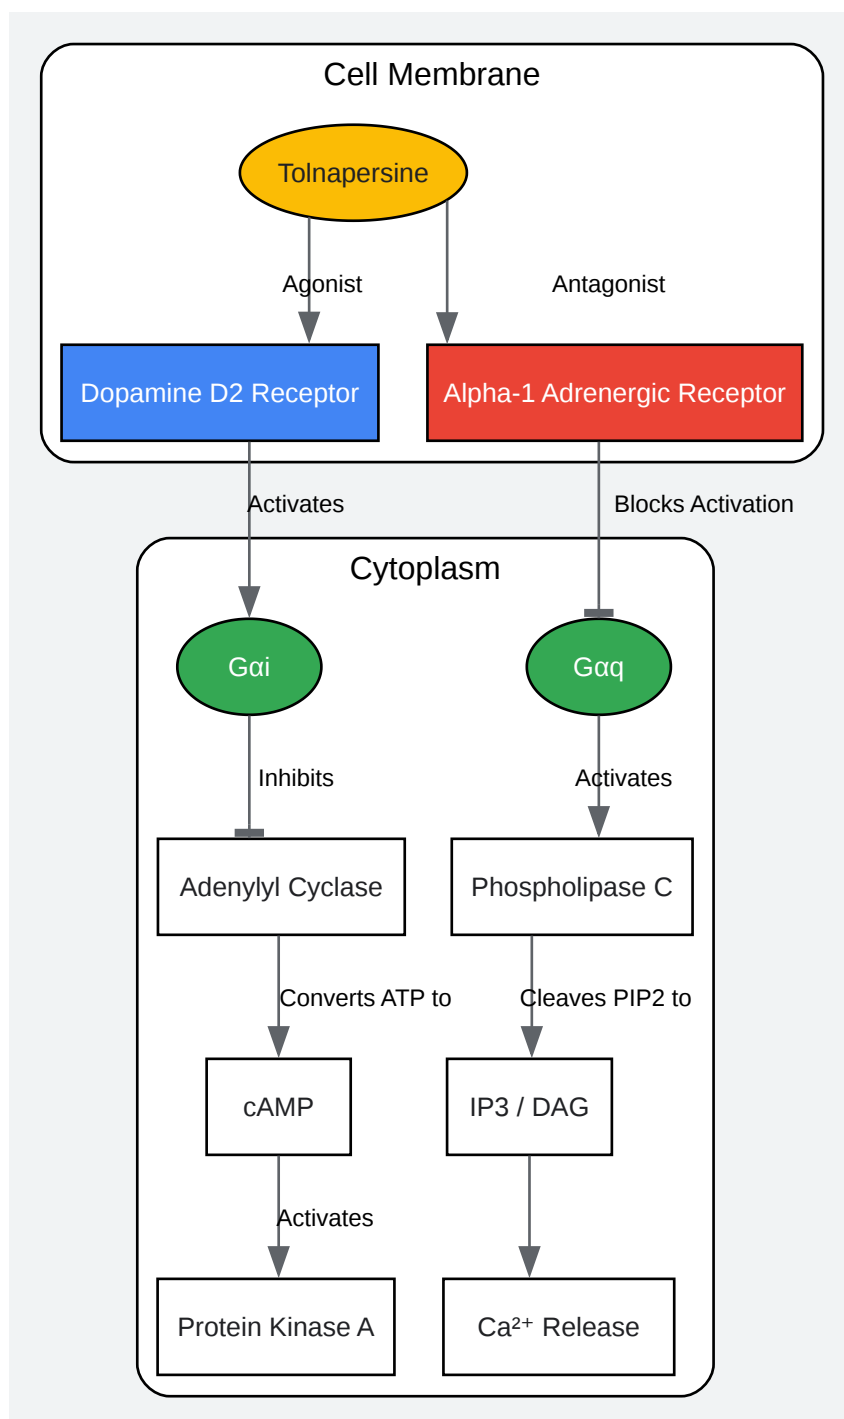 Cell Membrane
Tolnapersine
Agonist
Antagonist
Dopamine D2 Receptor
Alpha-1 Adrenergic Receptor
Activates
Blocks Activation
Cytoplasm
Gαi
Gαq
Inhibits
Activates
Adenylyl Cyclase
Phospholipase C
Converts ATP to
Cleaves PIP2 to
cAMP
IP3 / DAG
Activates
Protein Kinase A
Ca²⁺ Release